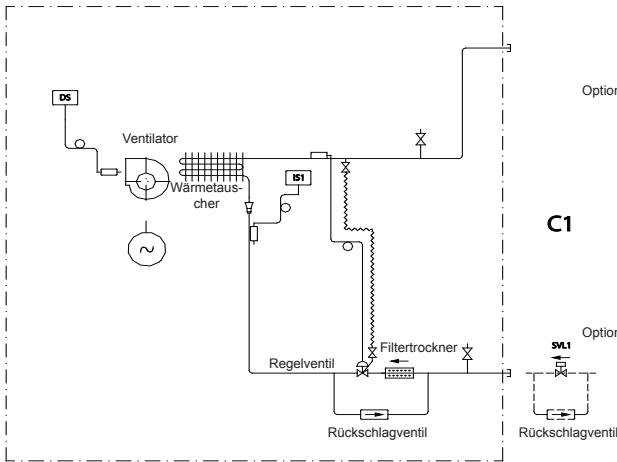 Option
DS
Ventilator
Wärmetaus-
cher
IS1
C1
Option
SVL1
Filtertrockner
Regelventil
Rückschlagventil
Rückschlagventil